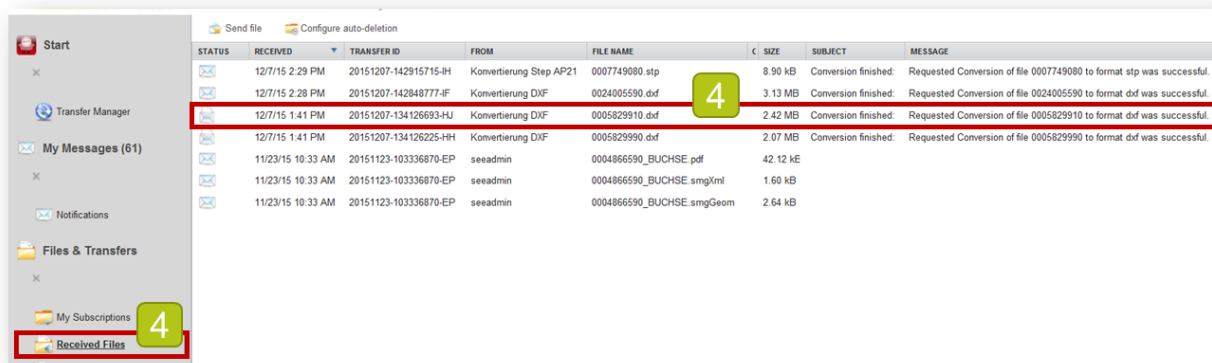 Send file Configure auto-deletion
Start
STATUS RECEIVED TRANSFER ID FROM FILE NAME C SIZE SUBJECT MESSAGE
12/7/15 2:29 PM 20151207-142915715-IH Konvertierung Step AP21 0007749080.stp 8.90 kB Conversion finished: Requested Conversion of file 0007749080 to format stp was successful.
12/7/15 2:28 PM 20151207-142848777-IF Konvertierung DXF 0024005590.dxf 3.13 MB Conversion finished: Requested Conversion of file 0024005590 to format dxf was successful.
4
Transfer Manager
12/7/15 1:41 PM 20151207-134126693-HJ Konvertierung DXF 0005829910.dxf 2.42 MB Conversion finished: Requested Conversion of file 0005829910 to format dxf was successful.
12/7/15 1:41 PM 20151207-134126225-HH Konvertierung DXF 0005829990.dxf 2.07 MB Conversion finished: Requested Conversion of file 0005829990 to format dxf was successful.
My Messages (61)
11/23/15 10:33 AM 20151123-103336870-EP seeadmin 0004866590_BUCHSE.pdf 42.12 kB
11/23/15 10:33 AM 20151123-103336870-EP seeadmin 0004866590_BUCHSE.smgXml 1.60 kB
11/23/15 10:33 AM 20151123-103336870-EP seeadmin 0004866590_BUCHSE.smgGeom 2.64 kB
Notifications
Files & Transfers
My Subscriptions
4
Received Files